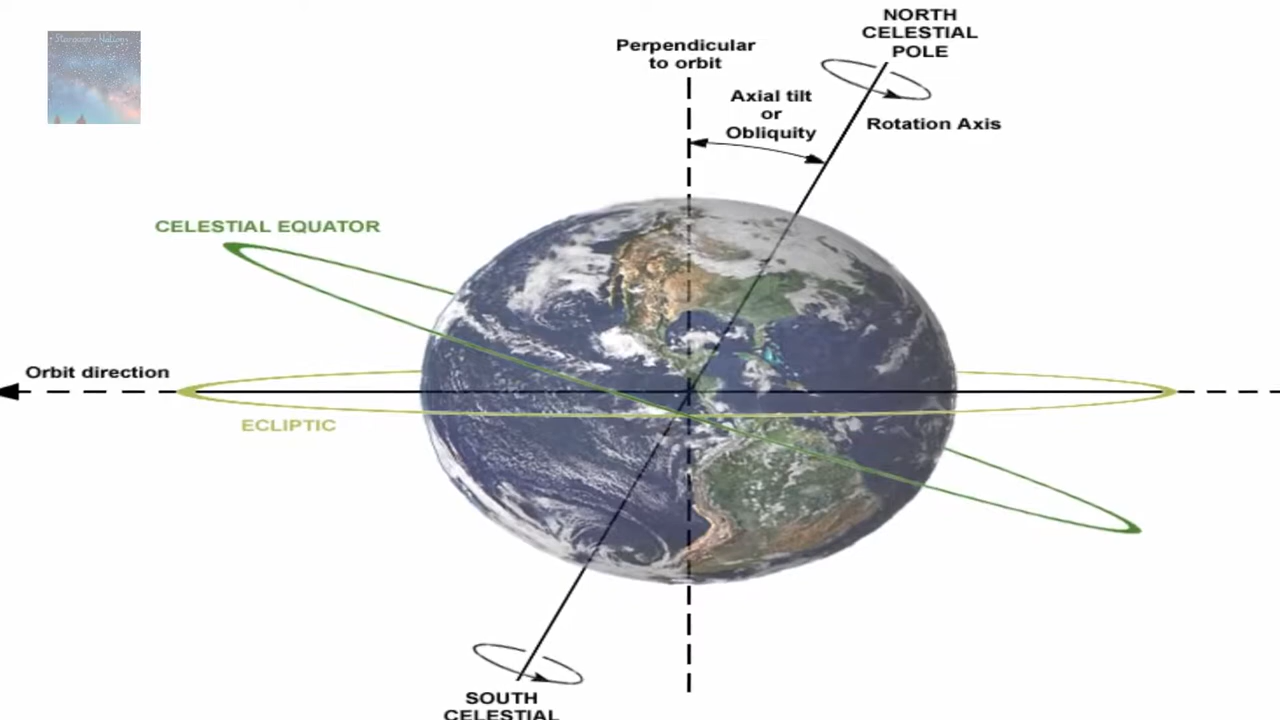 NORTH
CELESTIAL
POLE
Perpendicular
to orbit
Axial tilt
or
Obliquity
Rotation Axis
CELESTIAL EQUATOR
Orbit direction
ECLIPTIC
SOUTH
CELESTIAL